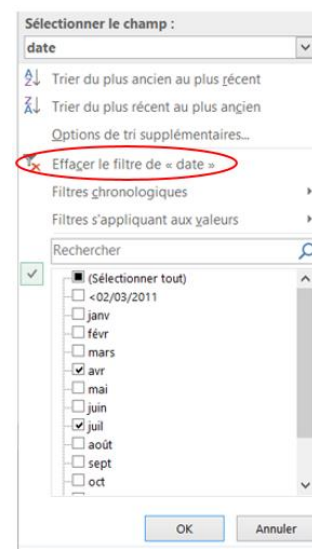 Sélectionner le champ :
date
Trier du plus ancien au plus récent
Trier du plus récent au plus ancien
Options de tri supplémentaires...
Effacer le filtre de « date »
Filtres chronologiques
Filtres s'appliquant aux valeurs
Rechercher
(Sélectionner tout)
<02/03/2011
janv
févr
mars
avr
mai
juin
juil
août
sept
oct
OK Annuler